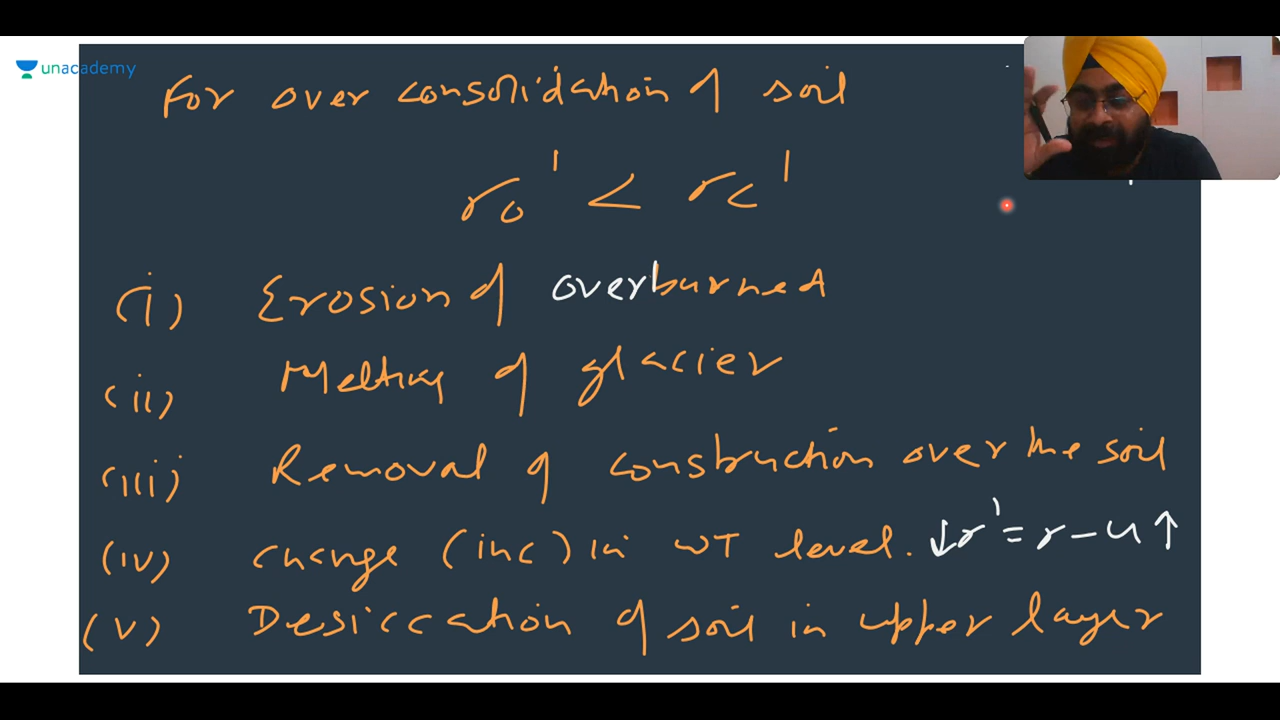 unacademy
For over consolidation of soil
σ0' < σc'
(i) Erosion of overburned
(ii) Melting of glacier
(iii) Removal of construction over the soil
(iv) change (inc) in WT level. ↓σ' = σ - u ↑
(v) Desiccation of soil in upper layer